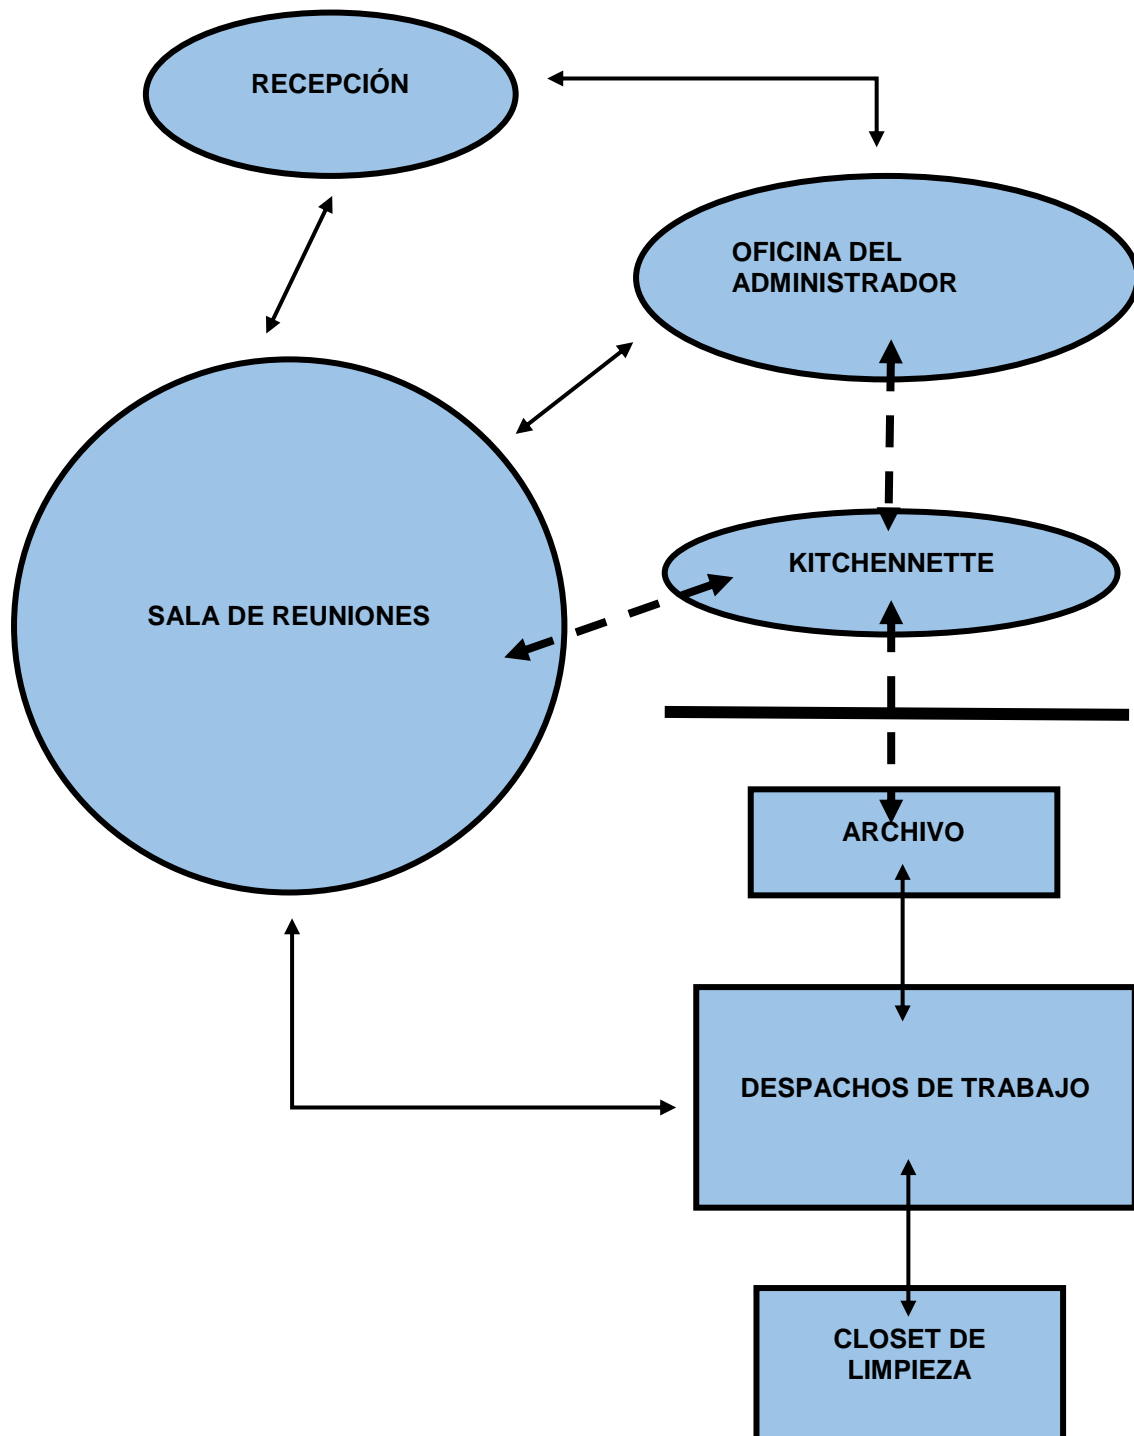 RECEPCIÓN
OFICINA DEL
ADMINISTRADOR
KITCHENNETTE
SALA DE REUNIONES
ARCHIVO
DESPACHOS DE TRABAJO
CLOSET DE
LIMPIEZA